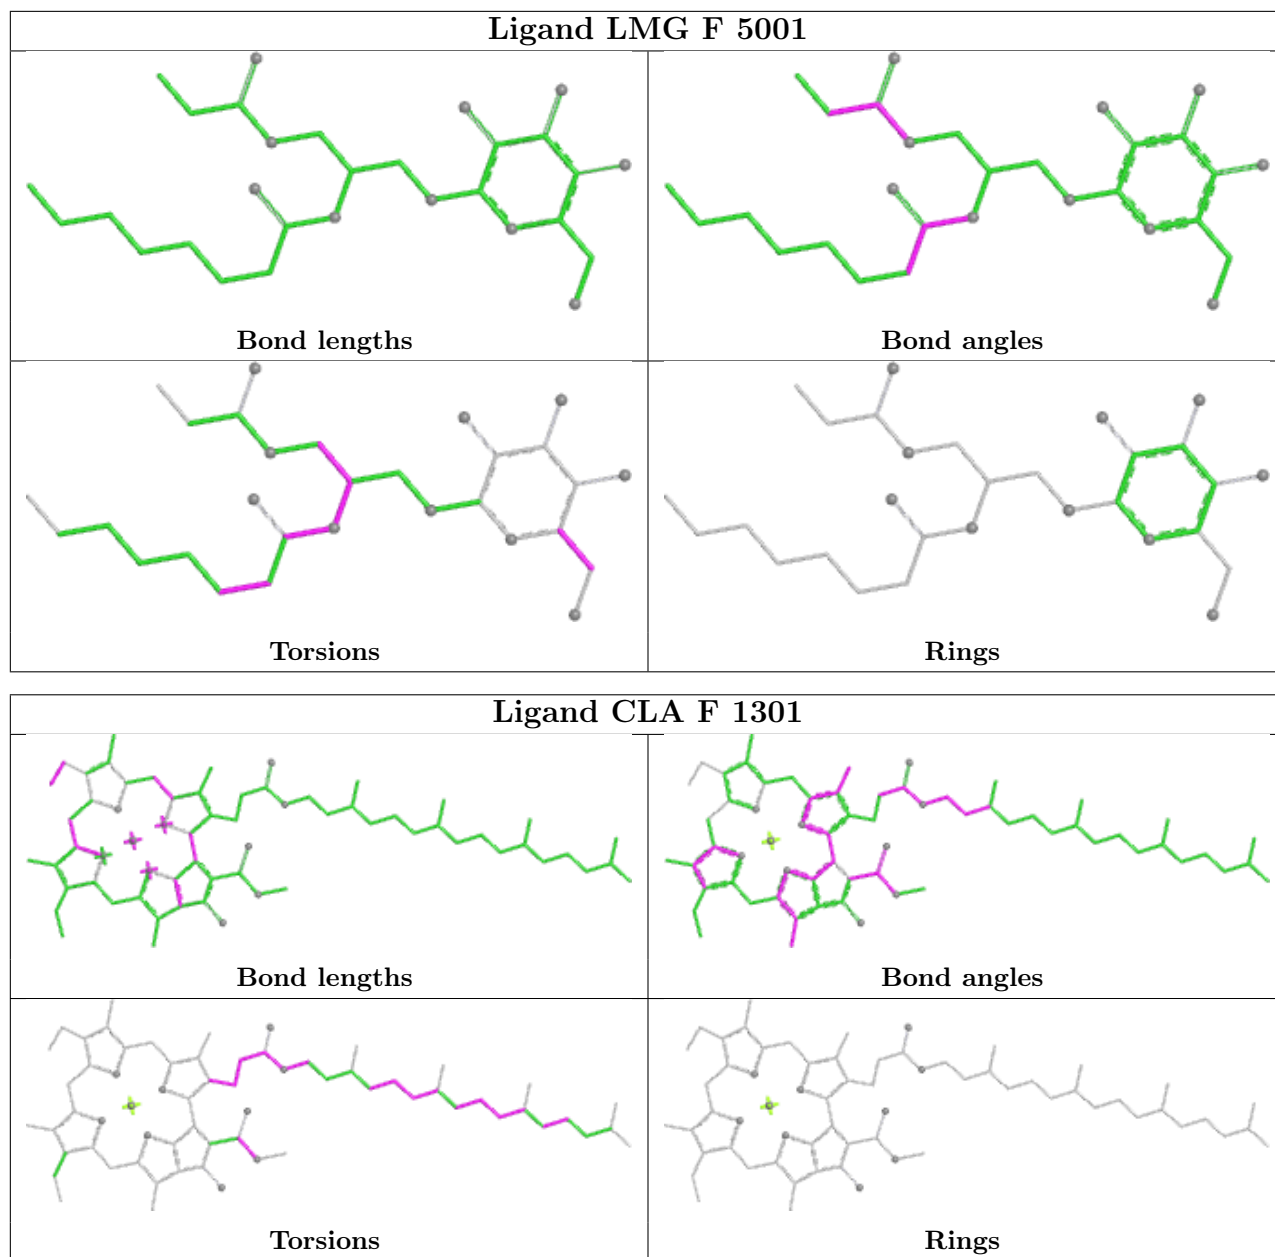 Ligand LMG F 5001
Bond lengths
Bond angles
Torsions
Rings
Ligand CLA F 1301
Bond lengths
Bond angles
Torsions
Rings